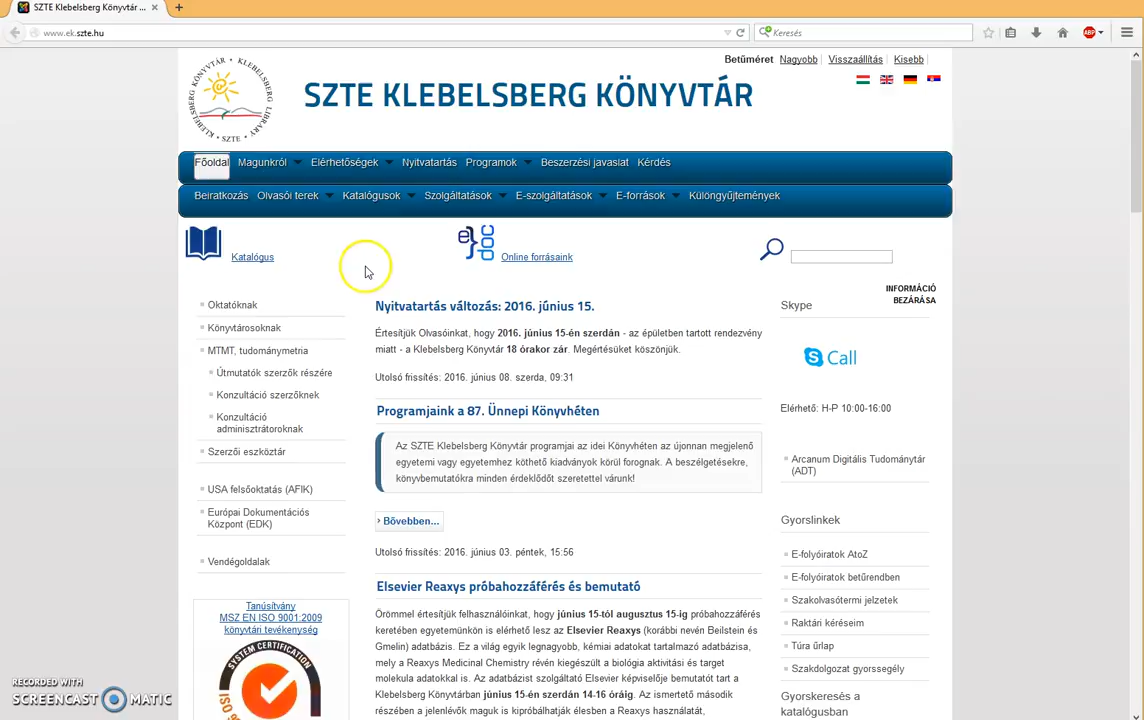 SZTE Klebelsberg Könyvtár ...
www.ek.szte.hu
Keresés
ABP
Betűméret Nagyobb Visszaállítás Kisebb
KLEBELSBERG KÖNYVTÁR
KLEBELSBERG LIBRARY
SZTE
SZTE KLEBELSBERG KÖNYVTÁR
Főoldal Magunkról Elérhetőségek Nyitvatartás Programok Beszerzési javaslat Kérdés
Beiratkozás Olvasói terek Katalógusok Szolgáltatások E-szolgáltatások E-források Különgyűjtemények
Katalógus
e doc
Online forrásaink
INFORMÁCIÓ
BEZÁRÁSA
Oktatóknak
Könyvtárosoknak
MTMT, tudománymetria
Útmutatók szerzők részére
Konzultáció szerzőknek
Konzultáció
adminisztrátoroknak
Szerzői eszköztár
USA felsőoktatás (AFIK)
Európai Dokumentációs
Központ (EDK)
Vendégoldalak
Tanúsítvány
MSZ EN ISO 9001:2009
könyvtári tevékenység
SYSTEM CERTIFICATION
ISO 9
Nyitvatartás változás: 2016. június 15.
Értesítjük Olvasóinkat, hogy 2016. június 15-én szerdán - az épületben tartott rendezvény
miatt - a Klebelsberg Könyvtár 18 órakor zár. Megértésüket köszönjük.
Utolsó frissítés: 2016. június 08. szerda, 09:31
Programjaink a 87. Ünnepi Könyvhéten
Az SZTE Klebelsberg Könyvtár programjai az idei Könyvhéten az újonnan megjelenő
egyetemi vagy egyetemhez köthető kiadványok körül forognak. A beszélgetésekre,
könyvbemutatókra minden érdeklődőt szeretettel várunk!
Bővebben...
Utolsó frissítés: 2016. június 03. péntek, 15:56
Elsevier Reaxys próbahozzáférés és bemutató
Örömmel értesítjük felhasználóinkat, hogy június 15-tól augusztus 15-ig próbahozzáférés
keretében egyetemünkön is elérhető lesz az Elsevier Reaxys (korábbi nevén Beilstein és
Gmelin) adatbázis. Ez a világ egyik legnagyobb, kémiai adatokat tartalmazó adatbázisa,
mely a Reaxys Medicinal Chemistry révén kiegészült a biológia aktivitási és target
molekula adatokkal is. Az adatbázist szolgáltató Elsevier képviselője bemutatót tart a
Klebelsberg Könyvtárban június 15-én szerdán 14-16 óráig. Az ismertető második
részében a jelenlévők maguk is kipróbálhatják élesben a Reaxys használatát,
Skype
Call
Elérhető: H-P 10:00-16:00
Arcanum Digitális Tudománytár
(ADT)
Gyorslinkek
E-folyóiratok AtoZ
E-folyóiratok betűrendben
Szakolvasótermi jelzetek
Raktári kéréseim
Túra űrlap
Szakdolgozat gyorssegély
Gyorskeresés a
katalógusban
RECORDED WITH
SCREENCAST MATIC